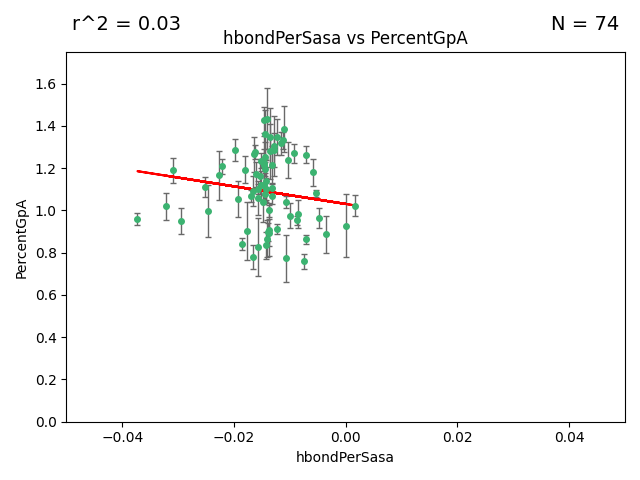 r^2 = 0.03
N = 74
hbondPerSasa vs PercentGpA
1.6
1.4
1.2
1.0
0.8
0.6
0.4
0.2
0.0
PercentGpA
−0.04
−0.02
0.00
0.02
0.04
hbondPerSasa